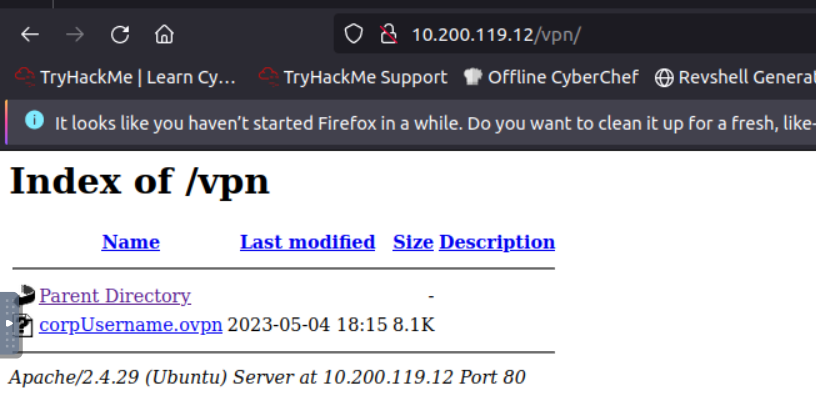 10.200.119.12/vpn/
TryHackMe | Learn Cy... TryHackMe Support Offline CyberChef Revshell Generat
It looks like you haven't started Firefox in a while. Do you want to clean it up for a fresh, like-
Index of /vpn
Name Last modified Size Description
Parent Directory -
corpUsername.ovpn 2023-05-04 18:15 8.1K
Apache/2.4.29 (Ubuntu) Server at 10.200.119.12 Port 80